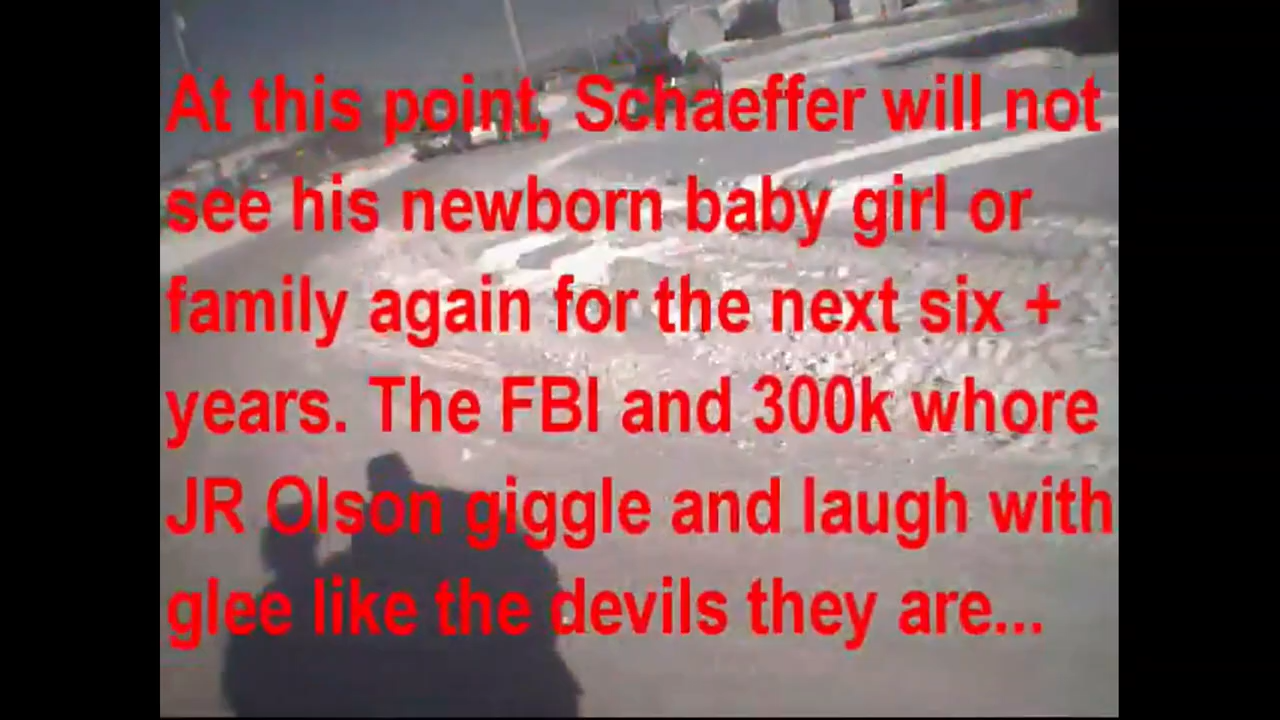 At this point, Schaeffer will not
see his newborn baby girl or
family again for the next six +
years. The FBI and 300k whore
JR Olson giggle and laugh with
glee like the devils they are...